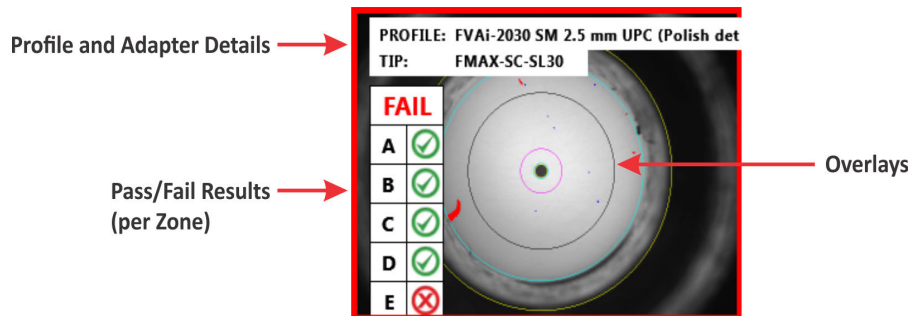 Profile and Adapter Details
PROFILE: FVAi-2030 SM 2.5 mm UPC (Polish det
TIP: FMAX-SC-SL30
FAIL
A
B
C
D
E
Pass/Fail Results
(per Zone)
Overlays